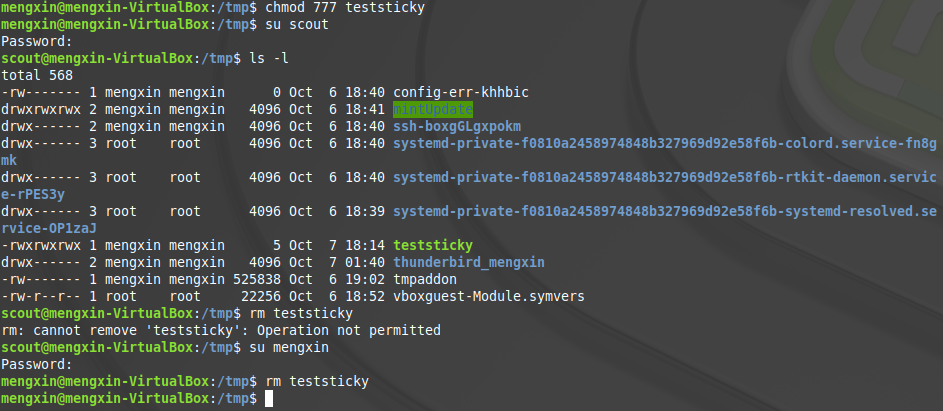 mengxin@mengxin-VirtualBox:/tmp$ chmod 777 teststicky
mengxin@mengxin-VirtualBox:/tmp$ su scout
Password:
scout@mengxin-VirtualBox:/tmp$ ls -l
total 568
-rw------- 1 mengxin mengxin      0 Oct  6 18:40 config-err-khhbic
drwxrwxrwx 2 mengxin mengxin   4096 Oct  6 18:41 mintUpdate
drwx------ 2 mengxin mengxin   4096 Oct  6 18:40 ssh-boxgGLgxpokm
drwx------ 3 root    root      4096 Oct  6 18:40 systemd-private-f0810a2458974848b327969d92e58f6b-colord.service-fn8g
mk
drwx------ 3 root    root      4096 Oct  6 18:40 systemd-private-f0810a2458974848b327969d92e58f6b-rtkit-daemon.servic
e-rPES3y
drwx------ 3 root    root      4096 Oct  6 18:39 systemd-private-f0810a2458974848b327969d92e58f6b-systemd-resolved.se
rvice-OP1zaJ
-rwxrwxrwx 1 mengxin mengxin      5 Oct  7 18:14 teststicky
drwx------ 2 mengxin mengxin   4096 Oct  7 01:40 thunderbird_mengxin
-rw------- 1 mengxin mengxin 525838 Oct  6 19:02 tmpaddon
-rw-r--r-- 1 root    root     22256 Oct  6 18:52 vboxguest-Module.symvers
scout@mengxin-VirtualBox:/tmp$ rm teststicky
rm: cannot remove 'teststicky': Operation not permitted
scout@mengxin-VirtualBox:/tmp$ su mengxin
Password:
mengxin@mengxin-VirtualBox:/tmp$ rm teststicky
mengxin@mengxin-VirtualBox:/tmp$